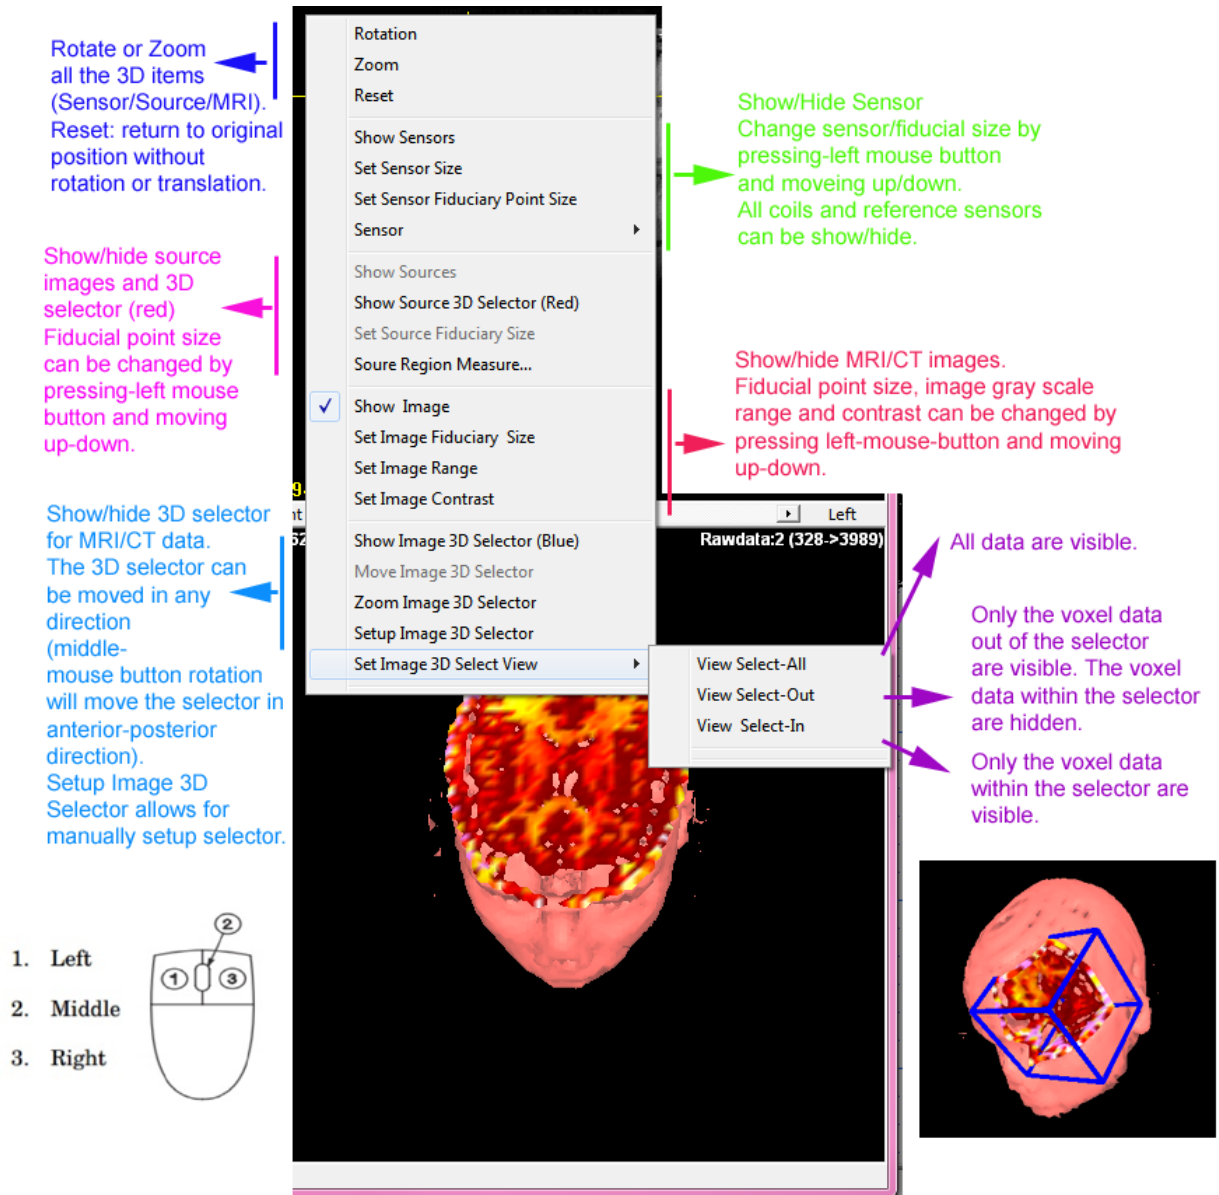 Rotate or Zoom
all the 3D items
(Sensor/Source/MRI).
Reset: return to original
position without
rotation or translation.
Show/hide source
images and 3D
selector (red)
Fiducial point size
can be changed by
pressing-left mouse
button and moving
up-down.
Show/hide 3D selector
for MRI/CT data.
The 3D selector can
be moved in any
direction
(middle-
mouse button rotation
will move the selector in
anterior-posterior
direction).
Setup Image 3D
Selector allows for
manually setup selector.
1. Left
2. Middle
3. Right
1
2
3
Rotation
Zoom
Reset
Show Sensors
Set Sensor Size
Set Sensor Fiduciary Point Size
Sensor
Show Sources
Show Source 3D Selector (Red)
Set Source Fiduciary Size
Soure Region Measure...
Show Image
Set Image Fiduciary Size
Set Image Range
Set Image Contrast
Show Image 3D Selector (Blue)
Move Image 3D Selector
Zoom Image 3D Selector
Setup Image 3D Selector
Set Image 3D Select View
View Select-All
View Select-Out
View Select-In
Left
Rawdata:2 (328->3989)
Show/Hide Sensor
Change sensor/fiducial size by
pressing-left mouse button
and moveing up/down.
All coils and reference sensors
can be show/hide.
Show/hide MRI/CT images.
Fiducial point size, image gray scale
range and contrast can be changed by
pressing left-mouse-button and moving
up-down.
All data are visible.
Only the voxel data
out of the selector
are visible. The voxel
data within the selector
are hidden.
Only the voxel data
within the selector are
visible.